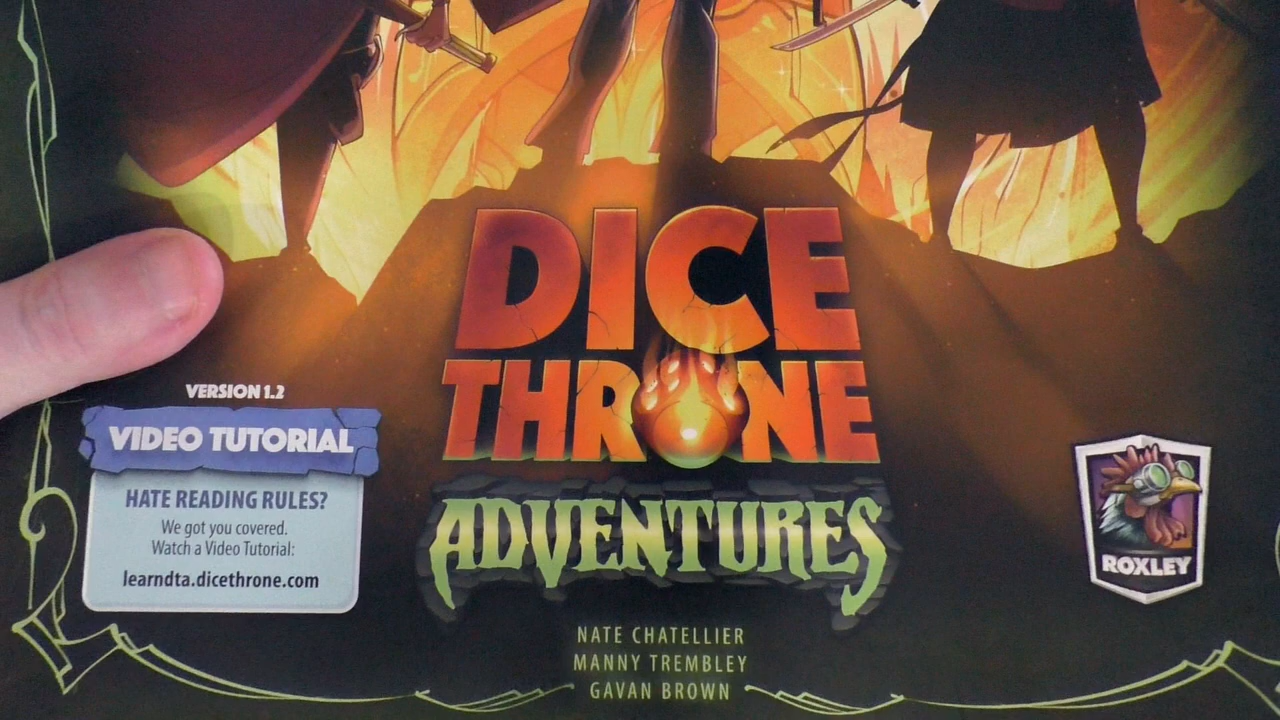 DICE
THRONE
ADVENTURES
VERSION 1.2
VIDEO TUTORIAL
HATE READING RULES?
We got you covered.
Watch a Video Tutorial:
learndta.dicethrone.com
ROXLEY
NATE CHATELLIER
MANNY TREMBLEY
GAVAN BROWN